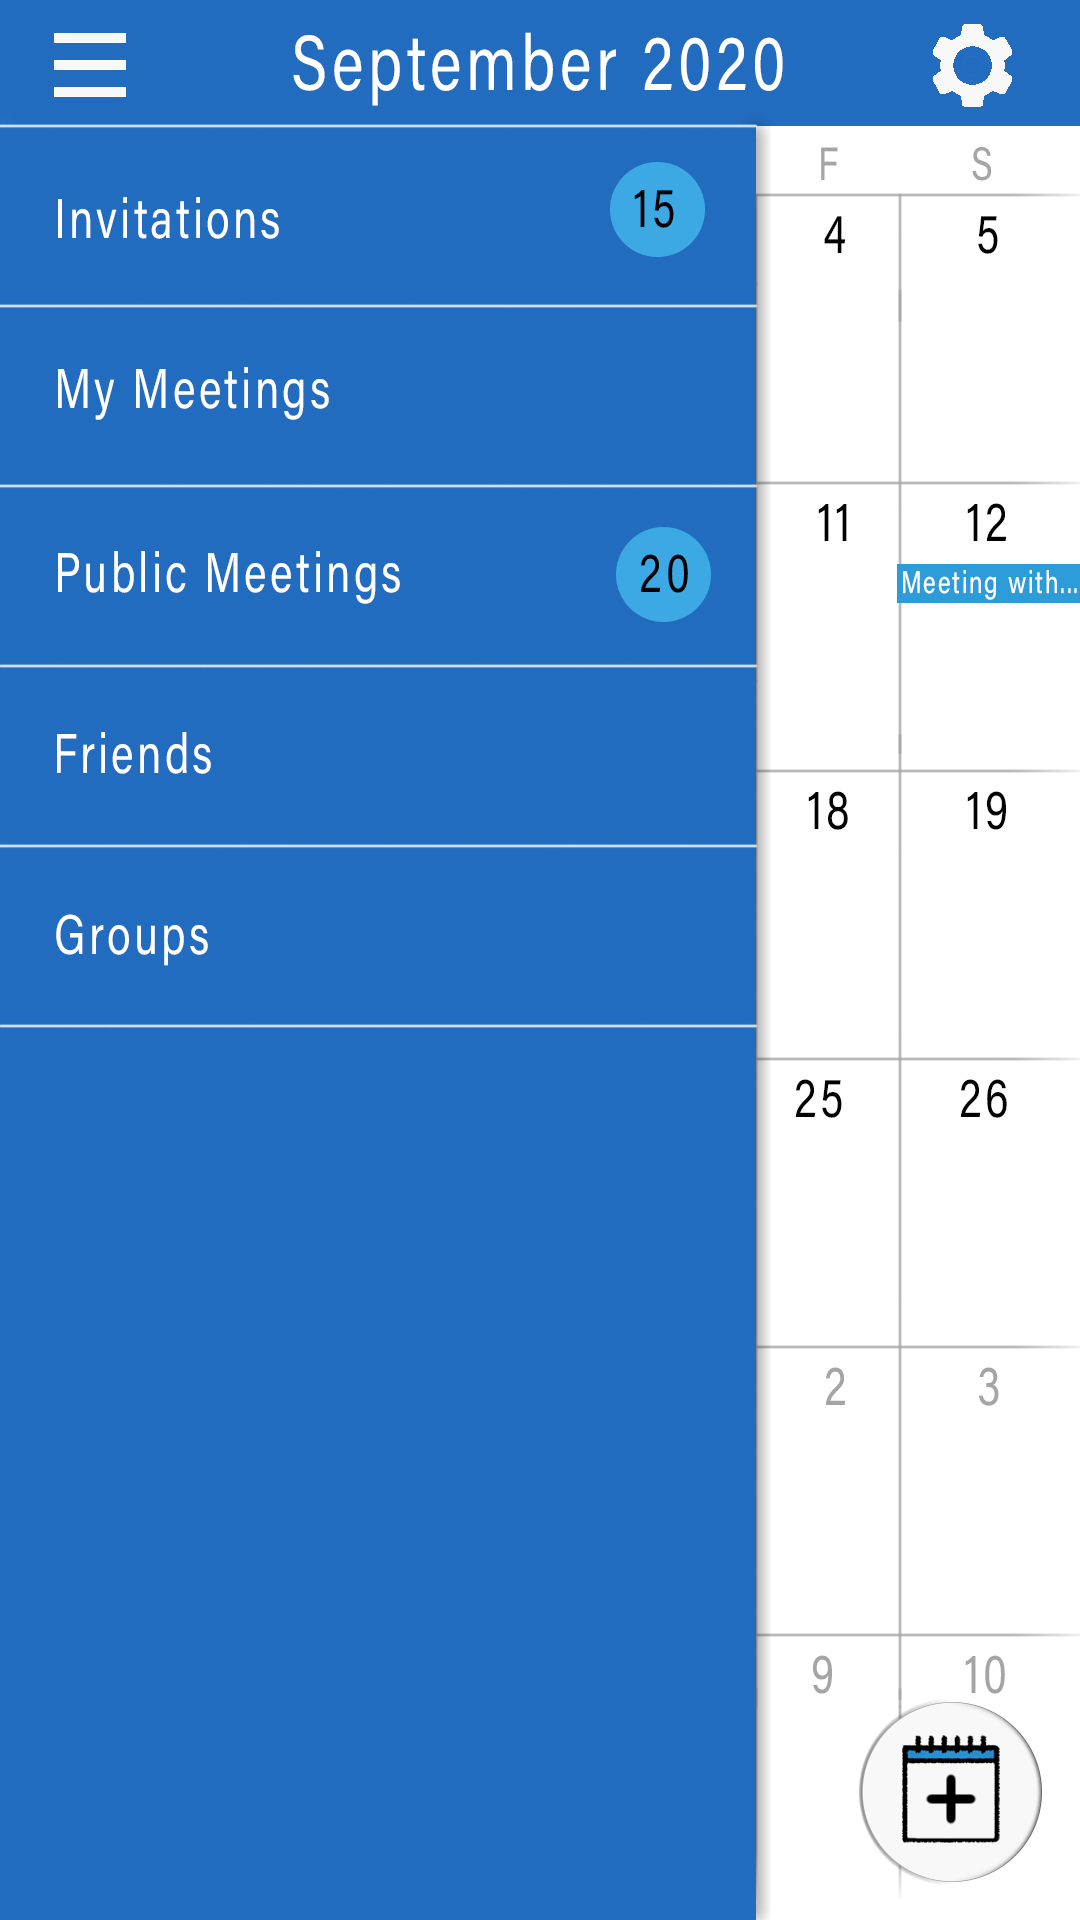 September 2020
F S
Invitations 15
4 5
My Meetings
11 12
Public Meetings 20
Meeting with...
Friends
18 19
Groups
25 26
2 3
9 10